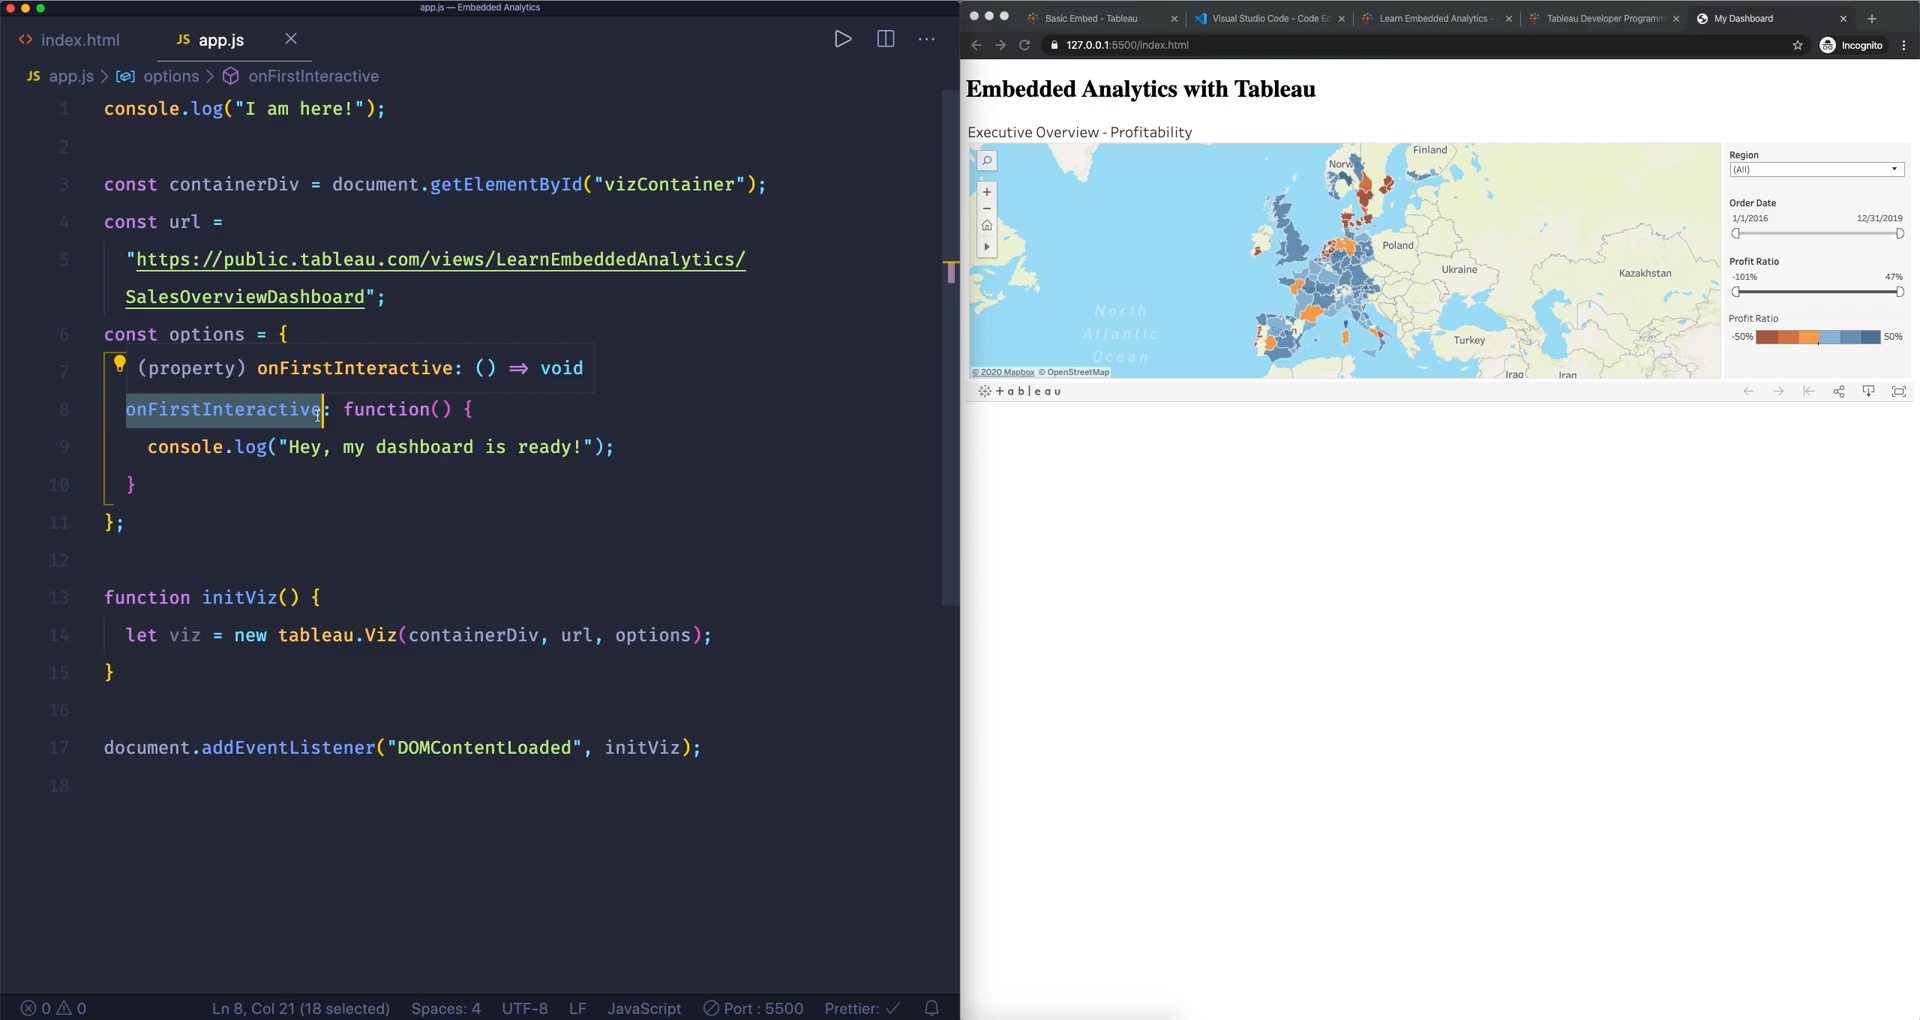 app.js — Embedded Analytics
index.html
JS app.js
JS app.js > options > onFirstInteractive
1 console.log("I am here!");
2
3 const containerDiv = document.getElementById("vizContainer");
4 const url =
5 "https://public.tableau.com/views/LearnEmbeddedAnalytics/
SalesOverviewDashboard";
6 const options = {
7 (property) onFirstInteractive: () ⇒ void
8 onFirstInteractive: function() {
9 console.log("Hey, my dashboard is ready!");
10 }
11 };
12
13 function initViz() {
14 let viz = new tableau.Viz(containerDiv, url, options);
15 }
16
17 document.addEventListener("DOMContentLoaded", initViz);
18
0 0 Ln 8, Col 21 (18 selected) Spaces: 4 UTF-8 LF JavaScript Port : 5500 Prettier: ✓
Basic Embed - Tableau
Visual Studio Code - Code E
Learn Embedded Analytics -
Tableau Developer Programm
My Dashboard
127.0.0.1:5500/index.html
Incognito
Embedded Analytics with Tableau
Executive Overview - Profitability
Finland
Norway
Poland
Ukraine
Kazakhstan
North
Atlantic
Ocean
Turkey
Iraq Iran
© 2020 Mapbox © OpenStreetMap
Region
(All)
Order Date
1/1/2016 12/31/2019
Profit Ratio
-101% 47%
Profit Ratio
-50% 50%
+ a b l e a u